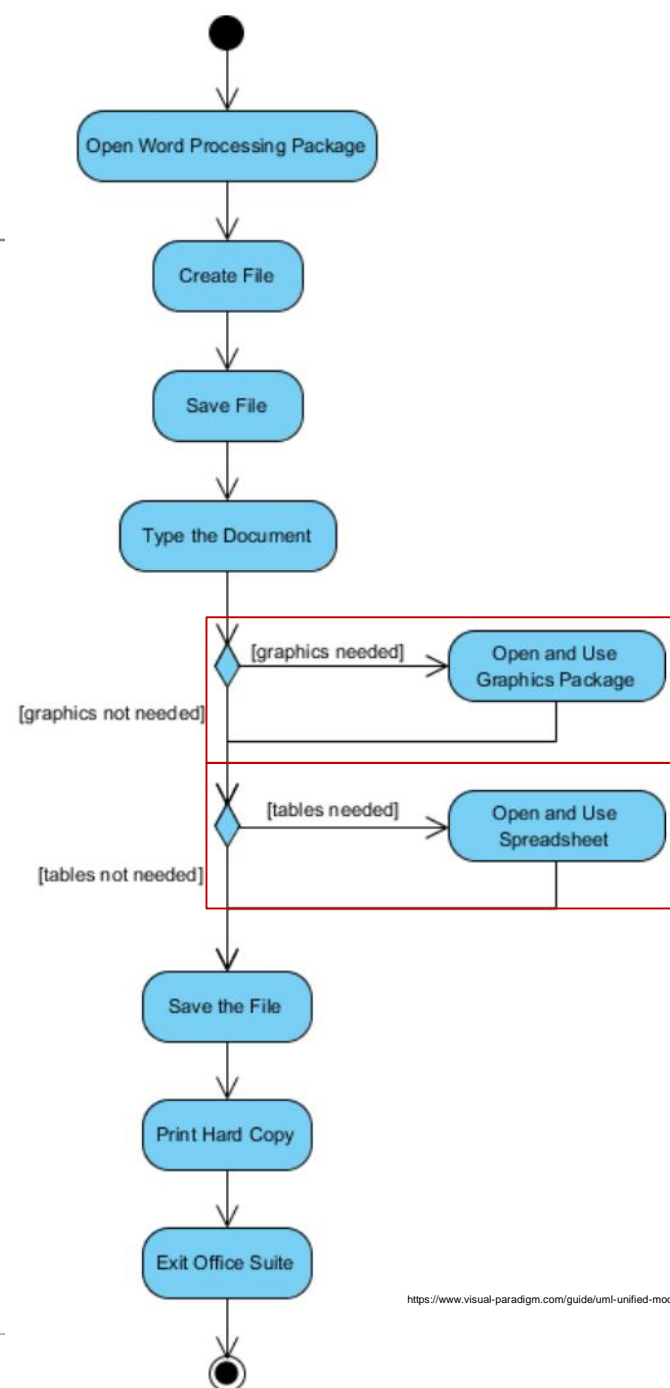 Open Word Processing Package
Create File
Save File
Type the Document
[graphics needed]
Open and Use
Graphics Package
[graphics not needed]
[tables needed]
Open and Use
Spreadsheet
[tables not needed]
Save the File
Print Hard Copy
Exit Office Suite
https://www.visual-paradigm.com/guide/uml-unified-mod